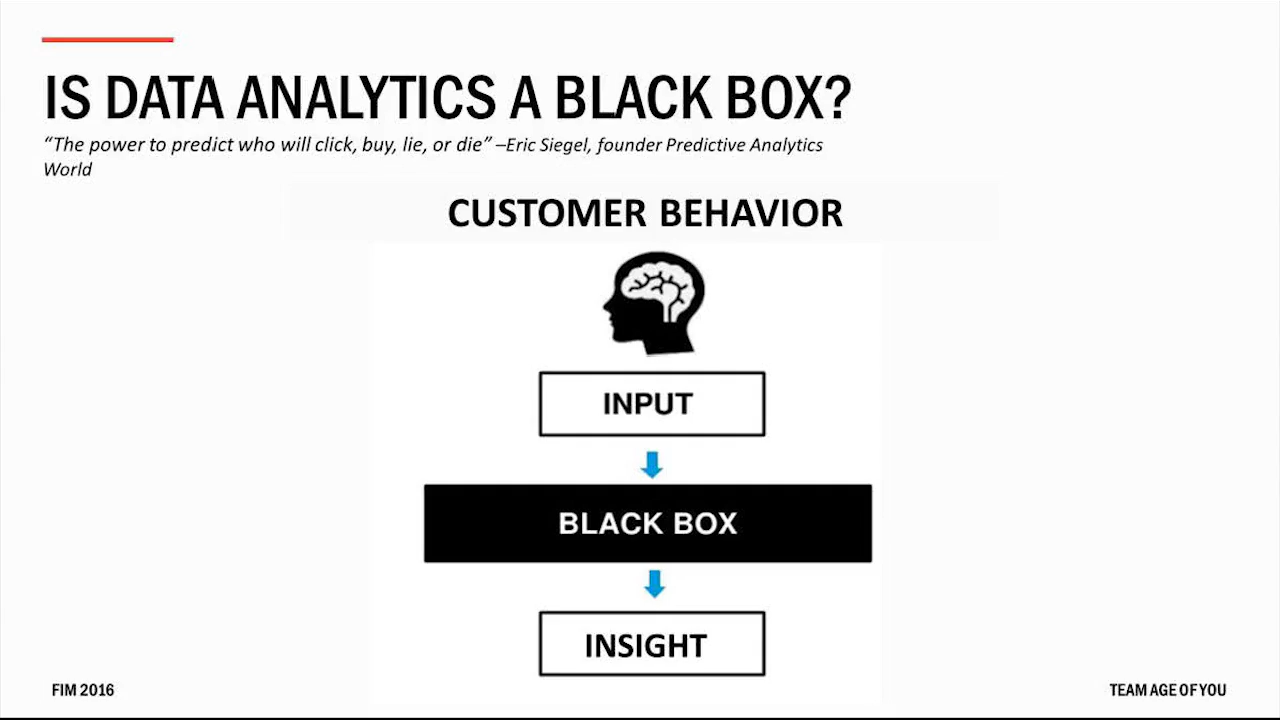 IS DATA ANALYTICS A BLACK BOX?
“The power to predict who will click, buy, lie, or die” –Eric Siegel, founder Predictive Analytics
World
CUSTOMER BEHAVIOR
INPUT
BLACK BOX
INSIGHT
FIM 2016
TEAM AGE OF YOU